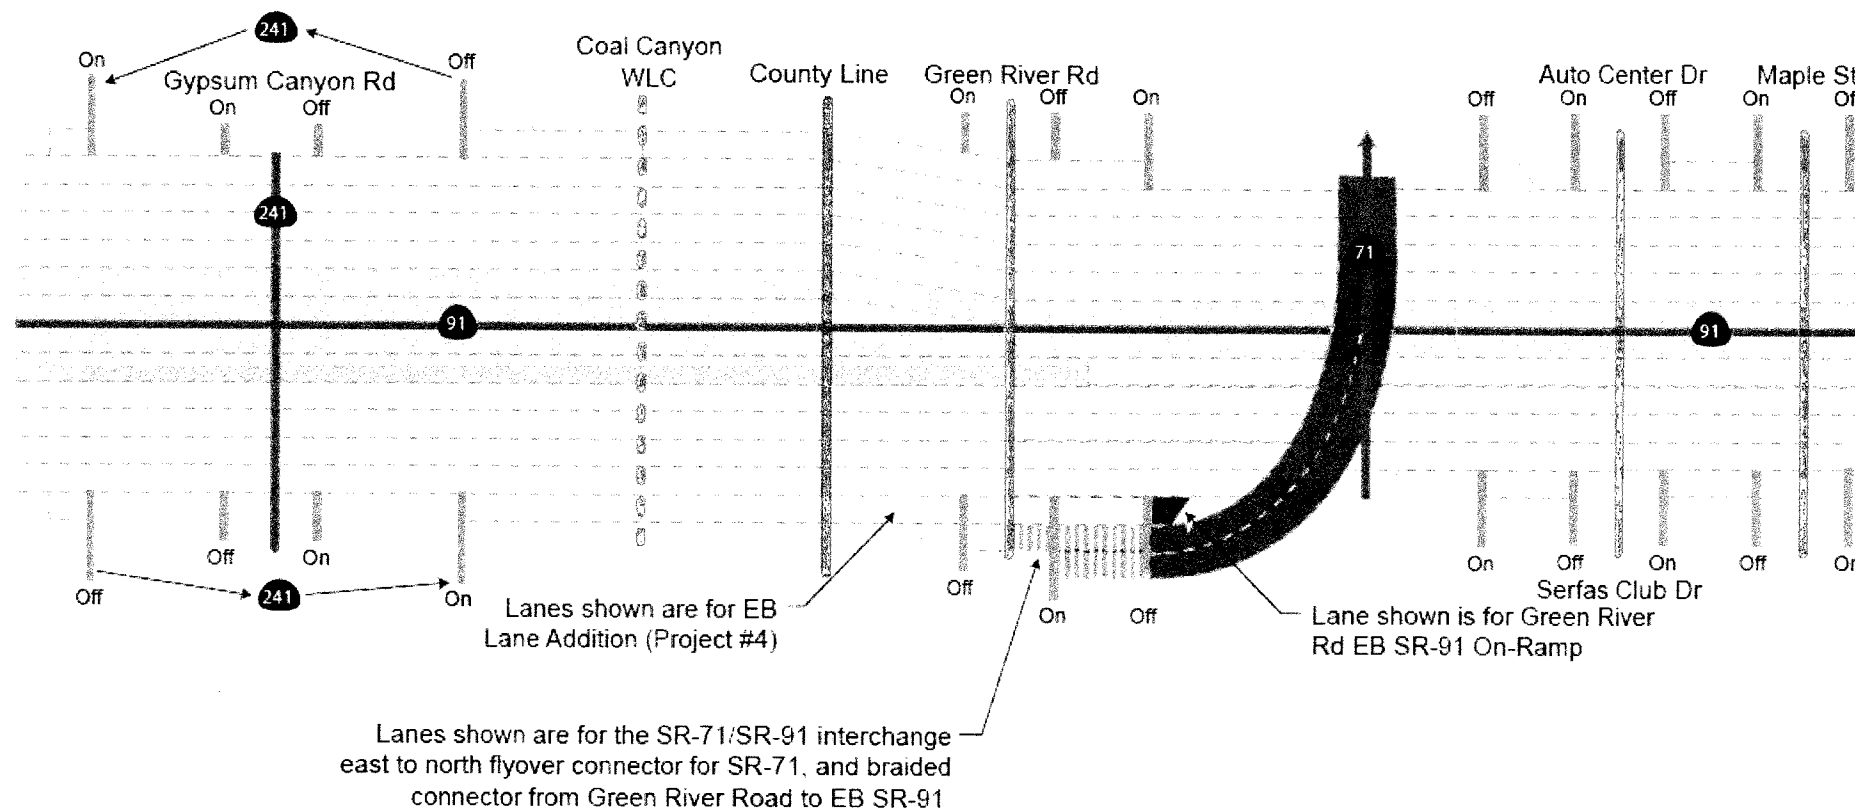 241
On
Off
Gypsum Canyon Rd
On
Off
Coal Canyon
WLC
County Line
Green River Rd
On
Off
On
Auto Center Dr
Maple St
Off
On
Off
On
241
91
71
91
Off
On
Off
On
Off
241
On
Off
On
Off
On
Off
On
Off
Serfas Club Dr
Lanes shown are for EB
Lane Addition (Project #4)
Lane shown is for Green River
Rd EB SR-91 On-Ramp
Lanes shown are for the SR-71/SR-91 interchange
east to north flyover connector for SR-71, and braided
connector from Green River Road to EB SR-91